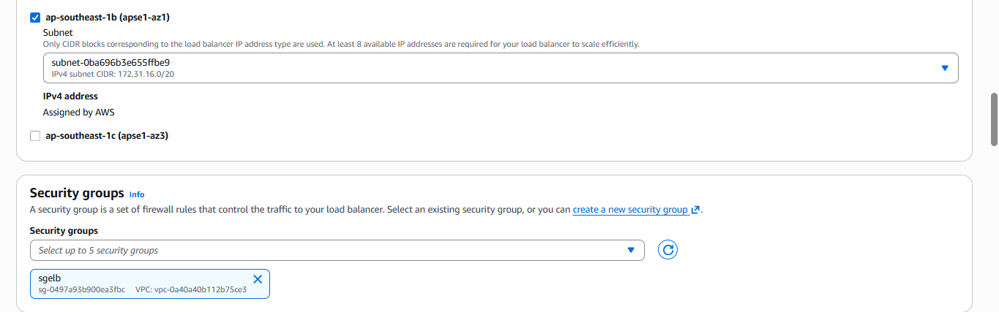 ap-southeast-1b (apse1-az1)
Subnet
Only CIDR blocks corresponding to the load balancer IP address type are used. At least 8 available IP addresses are required for your load balancer to scale efficiently.
subnet-0ba696b3e655ffbe9
IPv4 subnet CIDR: 172.31.16.0/20
IPv4 address
Assigned by AWS
ap-southeast-1c (apse1-az3)
Security groups Info
A security group is a set of firewall rules that control the traffic to your load balancer. Select an existing security group, or you can create a new security group.
Security groups
Select up to 5 security groups
sgelb
sg-0497a93b900ea3fbc VPC: vpc-0a40a40b112b75ce3